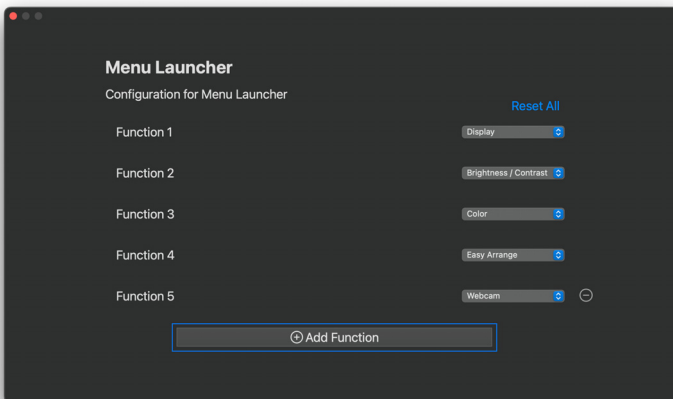 Menu Launcher
Configuration for Menu Launcher
Reset All
Function 1 Display
Function 2 Brightness / Contrast
Function 3 Color
Function 4 Easy Arrange
Function 5 Webcam
Add Function